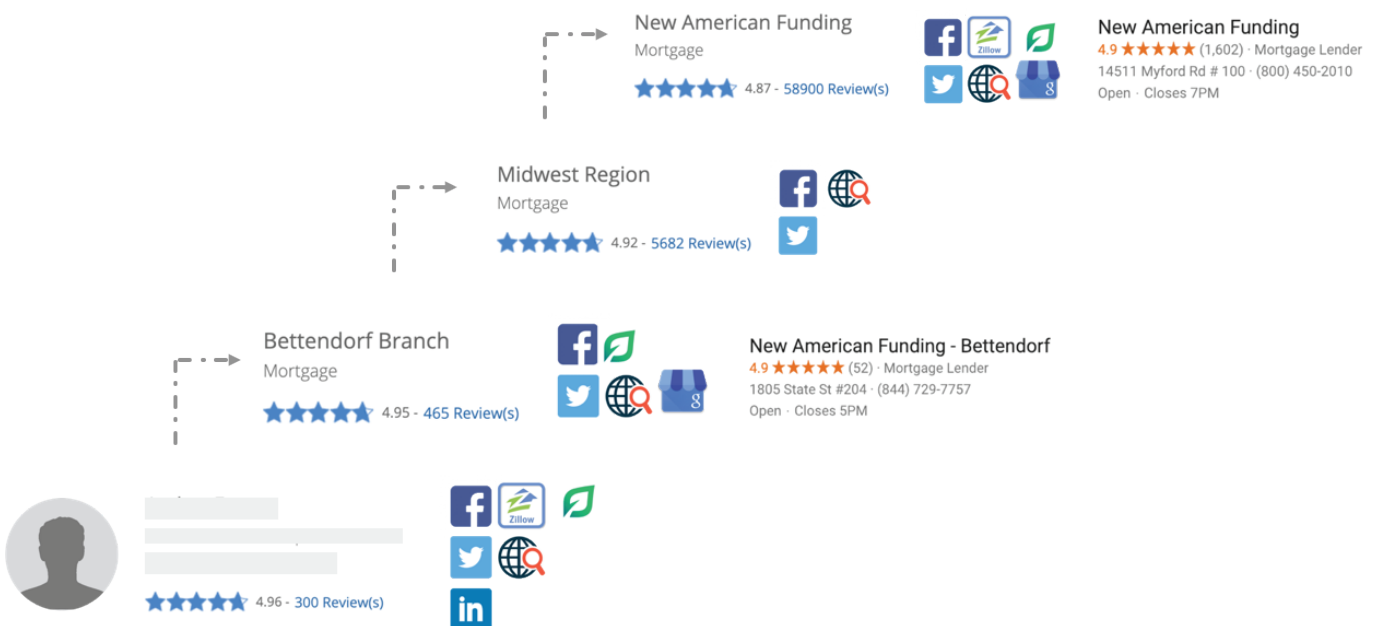 New American Funding
Mortgage
4.87 - 58900 Review(s)
Zillow
g
New American Funding
4.9 ★★★★★ (1,602) · Mortgage Lender
14511 Myford Rd # 100 · (800) 450-2010
Open · Closes 7PM
Midwest Region
Mortgage
4.92 - 5682 Review(s)
Bettendorf Branch
Mortgage
4.95 - 465 Review(s)
g
New American Funding - Bettendorf
4.9 ★★★★★ (52) · Mortgage Lender
1805 State St #204 · (844) 729-7757
Open · Closes 5PM
Zillow
4.96 - 300 Review(s)
in